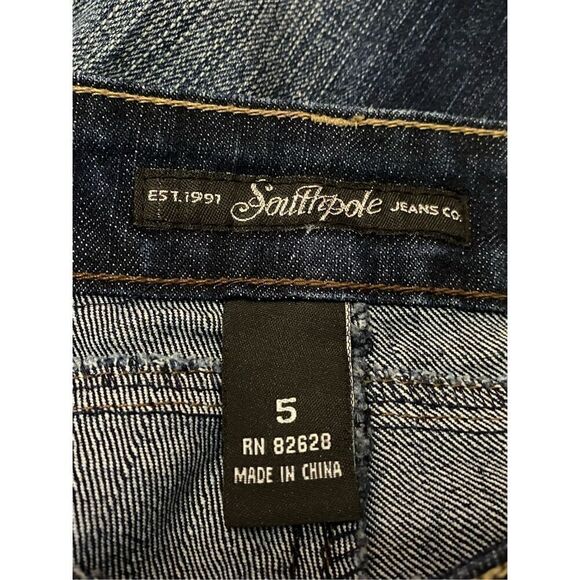 EST. 1991 Southpole JEANS CO.
5
RN 82628
MADE IN CHINA